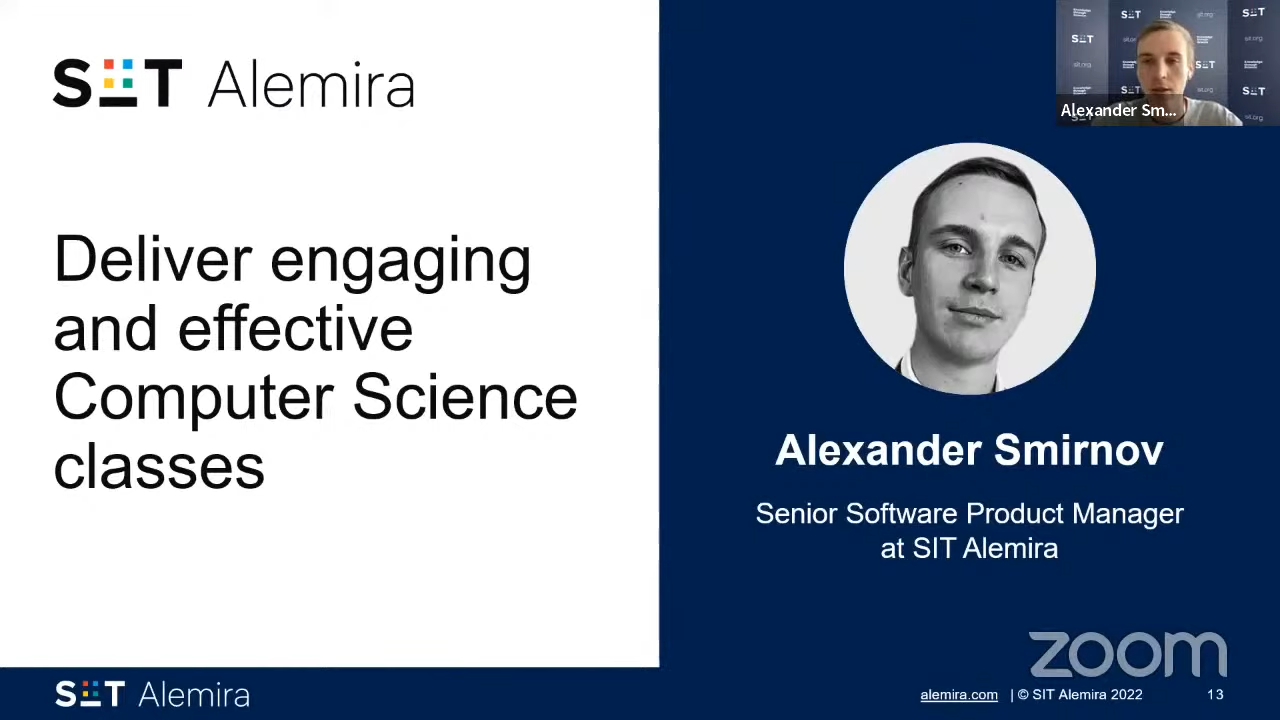 SIT Alemira
Deliver engaging
and effective
Computer Science
classes
Alexander Sm...
Alexander Smirnov
Senior Software Product Manager
at SIT Alemira
zoom
SIT Alemira
alemira.com | © SIT Alemira 2022 13